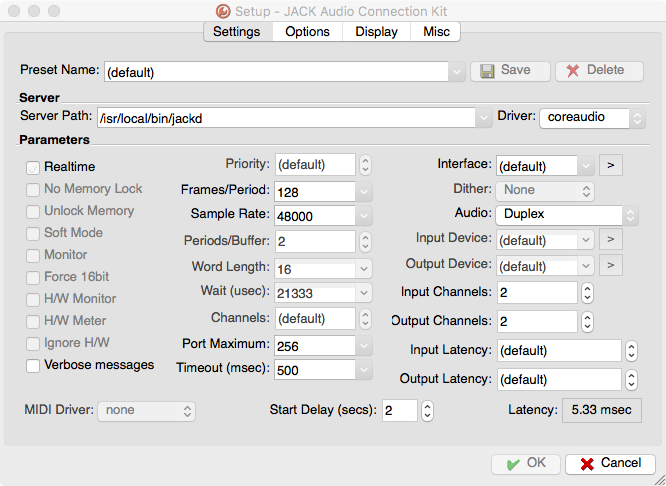 Setup - JACK Audio Connection Kit
Settings Options Display Misc
Preset Name: (default) Save Delete
Server
Server Path: /isr/local/bin/jackd Driver: coreaudio
Parameters
Realtime Priority: (default) Interface: (default) >
No Memory Lock Frames/Period: 128 Dither: None
Unlock Memory Sample Rate: 48000 Audio: Duplex
Soft Mode Periods/Buffer: 2 Input Device: (default) >
Monitor Word Length: 16 Output Device: (default) >
Force 16bit Wait (usec): 21333 Input Channels: 2
H/W Monitor Channels: (default) Output Channels: 2
H/W Meter Port Maximum: 256 Input Latency: (default)
Ignore H/W Timeout (msec): 500 Output Latency: (default)
Verbose messages
MIDI Driver: none Start Delay (secs): 2 Latency: 5.33 msec
OK Cancel